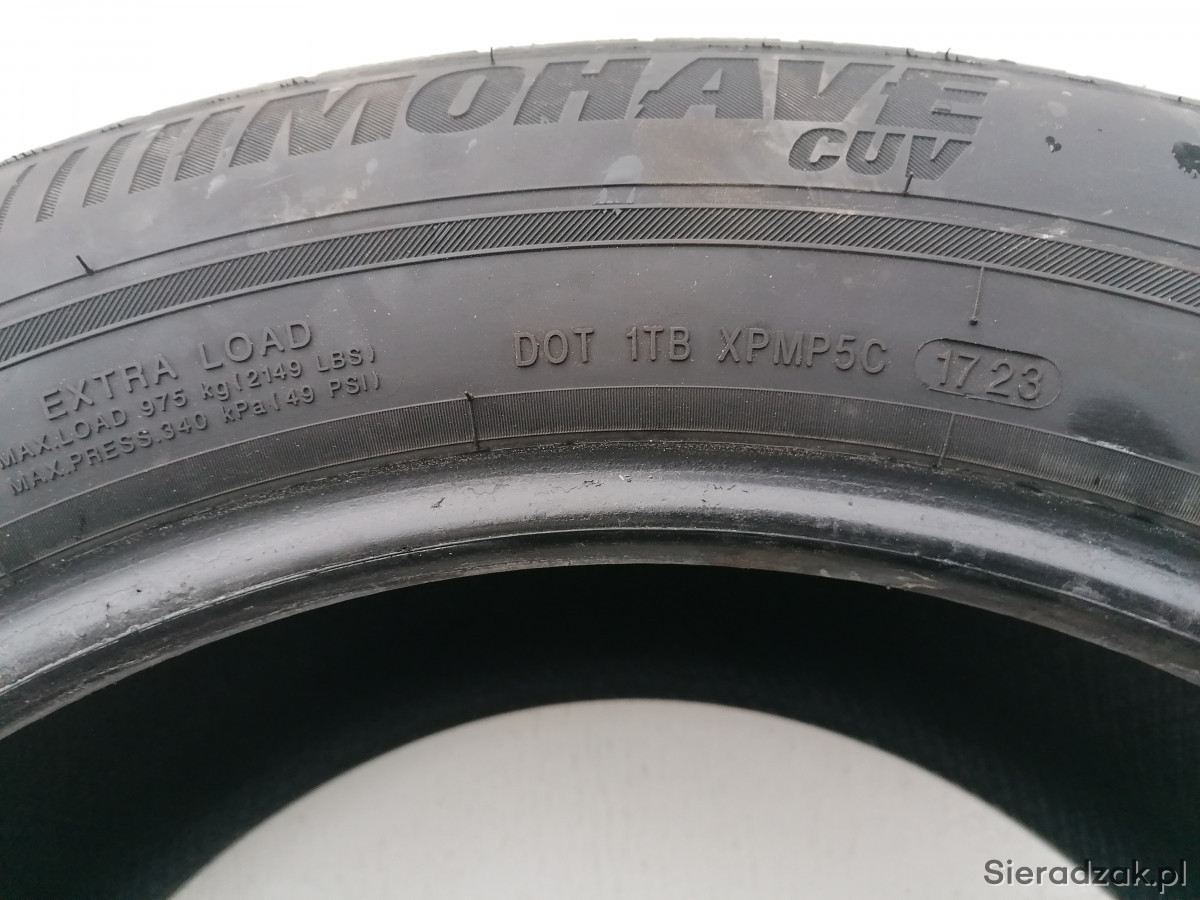 MOHAVE
CUV
EXTRA LOAD
MAX.LOAD 975 kg(2149 LBS)
MAX.PRESS.340 kPa(49 PSI)
DOT 1TB XPMP5C 1723
Sieradzak.pl